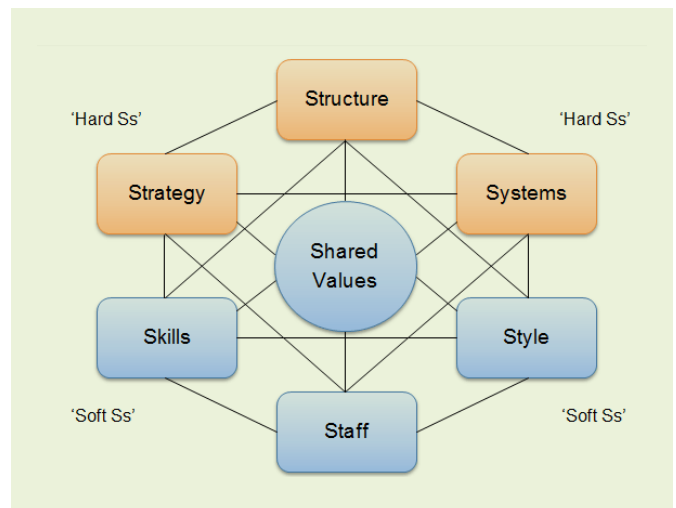 Structure
‘Hard Ss’
‘Hard Ss’
Strategy
Systems
Shared
Values
Skills
Style
‘Soft Ss’
‘Soft Ss’
Staff